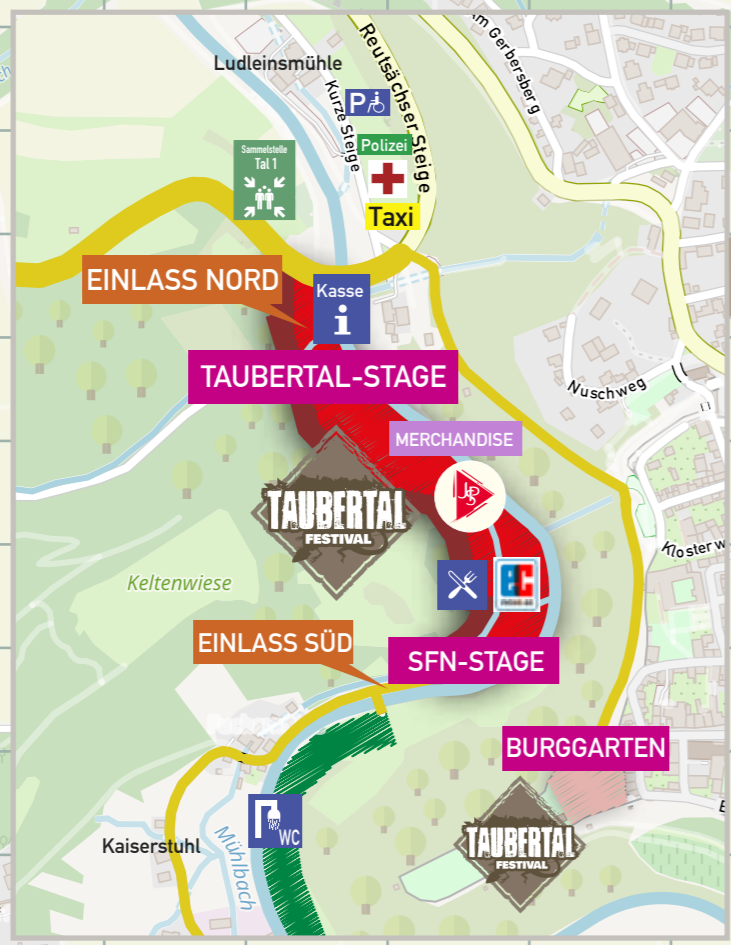 Am Gerbersberg
Reutsächser Steige
Ludleinsmühle
Kurze Steige
P
Sammelstelle
Tal 1
Polizei
Taxi
EINLASS NORD
Kasse
i
TAUBERTAL-STAGE
Nuschweg
MERCHANDISE
TAUBERTAL
FESTIVAL
Klosterw
Keltenwiese
EC
EINLASS SÜD
SFN-STAGE
BURGGARTEN
WC
Kaiserstuhl
Mühlbach
TAUBERTAL
FESTIVAL